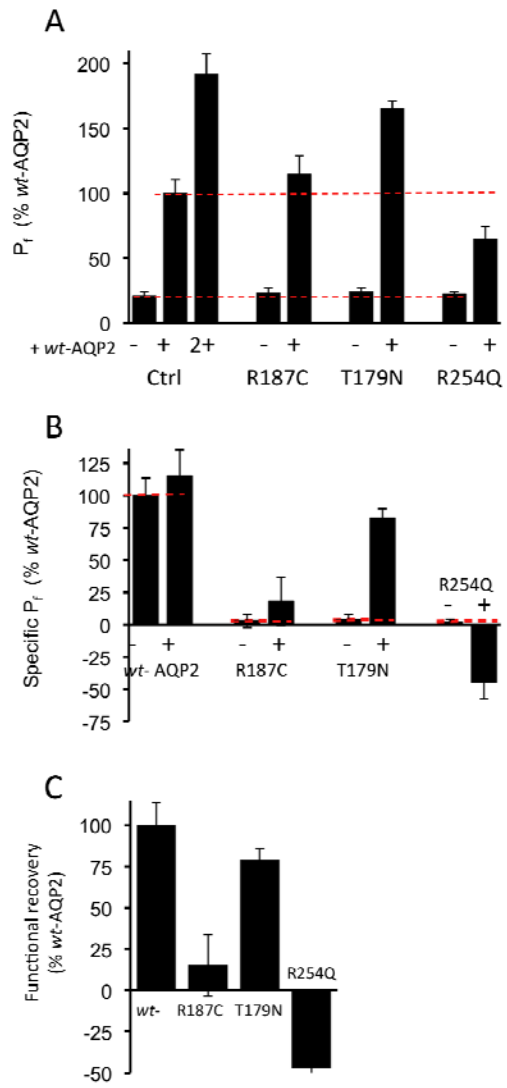 A
P_f (% wt-AQP2)
200
150
100
50
0
+ wt-AQP2 - + 2+ - + - + - +
Ctrl R187C T179N R254Q
B
Specific P_f (% wt-AQP2)
125
100
75
50
25
0
-25
-50
-75
R254Q
- +
- + - + - +
wt- AQP2 R187C T179N
C
Functional recovery
(% wt-AQP2)
100
75
50
25
0
-25
-50
R254Q
wt- R187C T179N